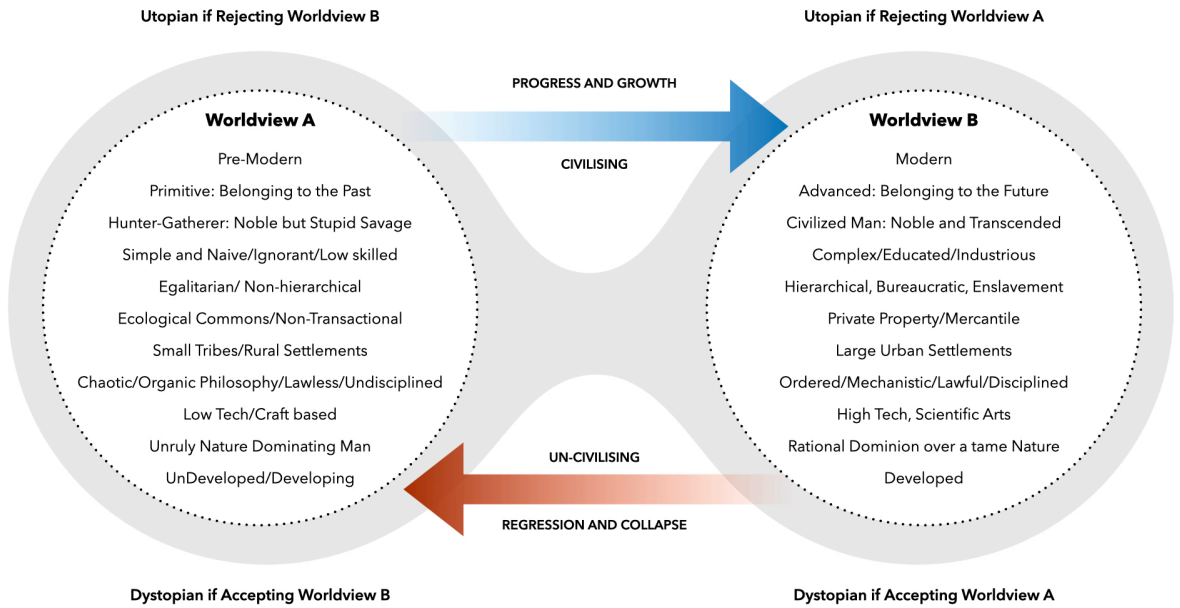 Utopian if Rejecting Worldview B
Utopian if Rejecting Worldview A
PROGRESS AND GROWTH
CIVILISING
Worldview A
Pre-Modern
Primitive: Belonging to the Past
Hunter-Gatherer: Noble but Stupid Savage
Simple and Naive/Ignorant/Low skilled
Egalitarian/ Non-hierarchical
Ecological Commons/Non-Transactional
Small Tribes/Rural Settlements
Chaotic/Organic Philosophy/Lawless/Undisciplined
Low Tech/Craft based
Unruly Nature Dominating Man
UnDeveloped/Developing
Worldview B
Modern
Advanced: Belonging to the Future
Civilized Man: Noble and Transcended
Complex/Educated/Industrious
Hierarchical, Bureaucratic, Enslavement
Private Property/Mercantile
Large Urban Settlements
Ordered/Mechanistic/Lawful/Disciplined
High Tech, Scientific Arts
Rational Dominion over a tame Nature
Developed
UN-CIVILISING
REGRESSION AND COLLAPSE
Dystopian if Accepting Worldview B
Dystopian if Accepting Worldview A